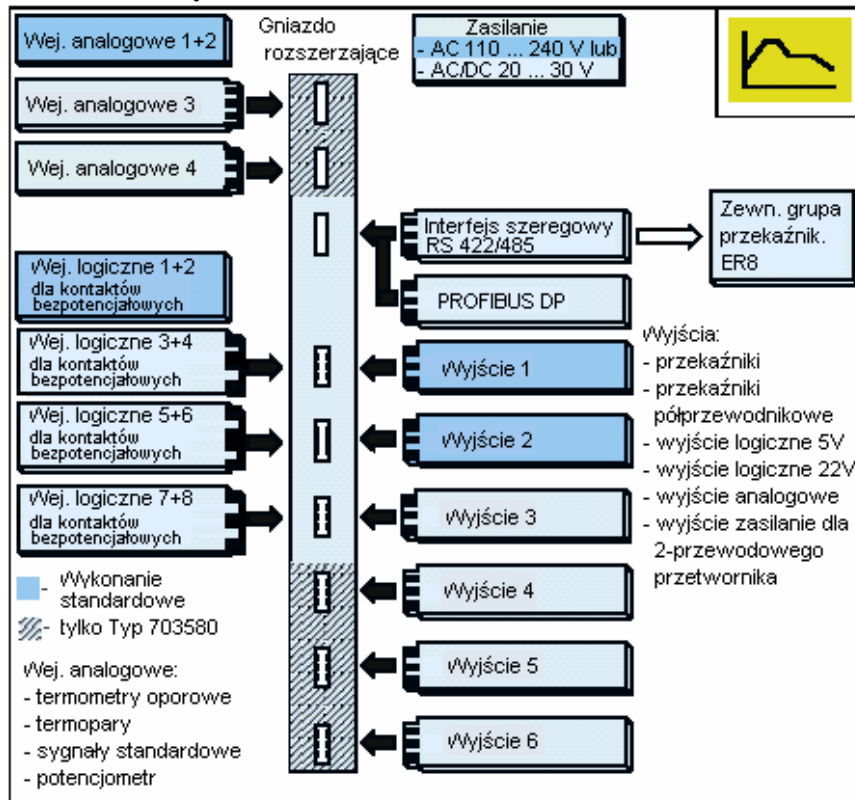 Wej. analogowe 1+2
Gniazdo
rozszerzające
Zasilanie
- AC 110 ... 240 V lub
- AC/DC 20 ... 30 V
Wej. analogowe 3
Wej. analogowe 4
Interfejs szeregowy
RS 422/485
Zewn. grupa
przekaźnik.
ER8
Wej. logiczne 1+2
dla kontaktów
bezpotencjałowych
PROFIBUS DP
Wej. logiczne 3+4
dla kontaktów
bezpotencjałowych
Wyjście 1
Wej. logiczne 5+6
dla kontaktów
bezpotencjałowych
Wyjście 2
Wej. logiczne 7+8
dla kontaktów
bezpotencjałowych
Wyjście 3
Wyjście 4
Wyjście 5
Wyjście 6
Wyjścia:
- przekaźniki
- przekaźniki
półprzewodnikowe
- wyjście logiczne 5V
- wyjście logiczne 22V
- wyjście analogowe
- wyjście zasilanie dla
2-przewodowego
przetwornika
- Wykonanie
standardowe
- tylko Typ 703580
Wej. analogowe:
- termometry oporowe
- termopary
- sygnały standardowe
- potencjometr